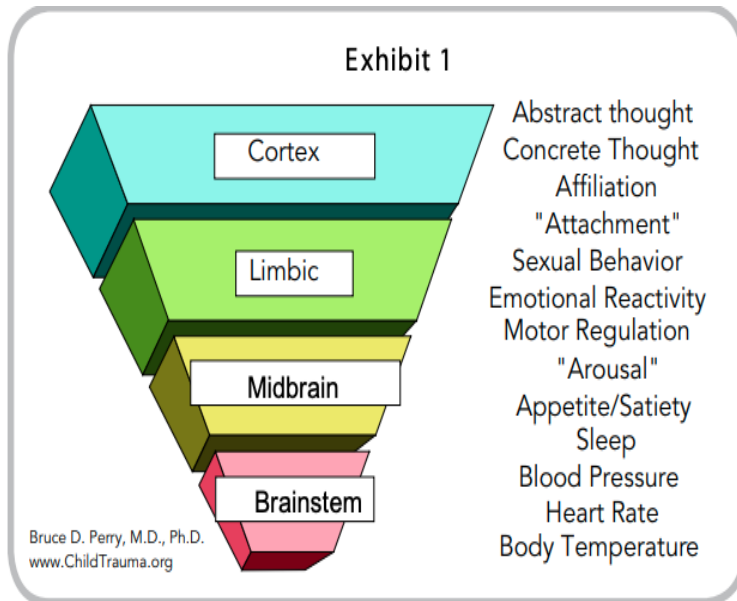 Exhibit 1
Cortex
Limbic
Midbrain
Brainstem
Abstract thought
Concrete Thought
Affiliation
"Attachment"
Sexual Behavior
Emotional Reactivity
Motor Regulation
"Arousal"
Appetite/Satiety
Sleep
Blood Pressure
Heart Rate
Body Temperature
Bruce D. Perry, M.D., Ph.D.
www.ChildTrauma.org